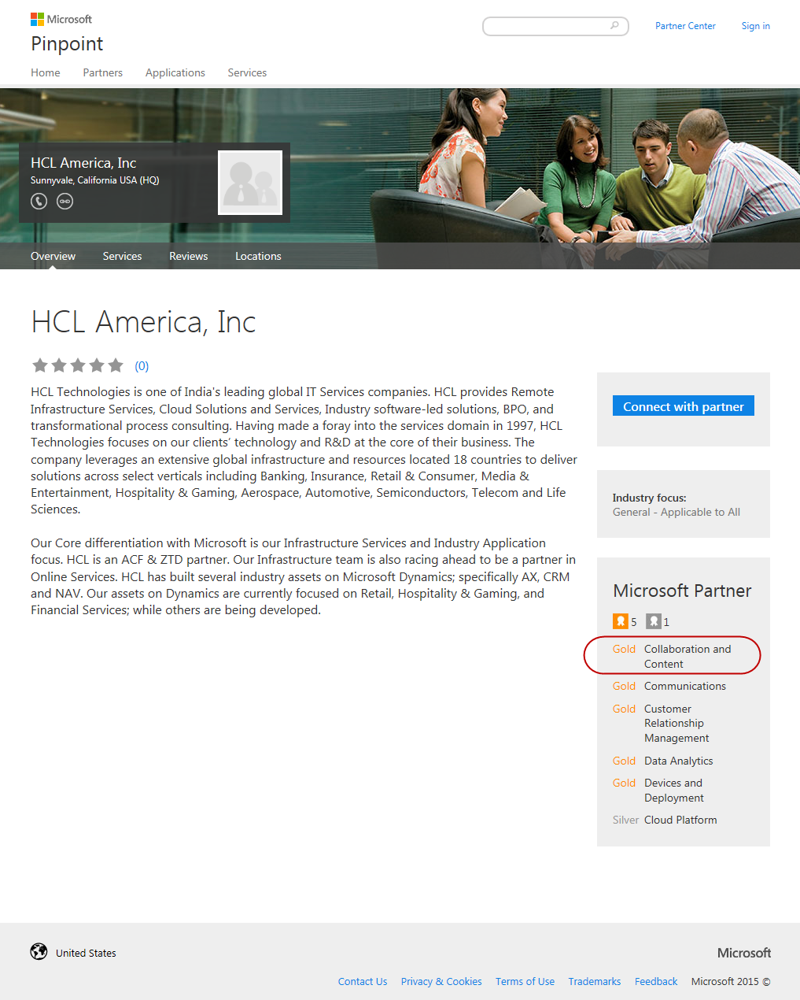 Microsoft
Pinpoint
Partner Center
Sign in
Home
Partners
Applications
Services
HCL America, Inc
Sunnyvale, California USA (HQ)
Overview
Services
Reviews
Locations
HCL America, Inc
(0)
HCL Technologies is one of India's leading global IT Services companies. HCL provides Remote
Infrastructure Services, Cloud Solutions and Services, Industry software-led solutions, BPO, and
transformational process consulting. Having made a foray into the services domain in 1997, HCL
Technologies focuses on our clients' technology and R&D at the core of their business. The
company leverages an extensive global infrastructure and resources located 18 countries to deliver
solutions across select verticals including Banking, Insurance, Retail & Consumer, Media &
Entertainment, Hospitality & Gaming, Aerospace, Automotive, Semiconductors, Telecom and Life
Sciences.
Our Core differentiation with Microsoft is our Infrastructure Services and Industry Application
focus. HCL is an ACF & ZTD partner. Our Infrastructure team is also racing ahead to be a partner in
Online Services. HCL has built several industry assets on Microsoft Dynamics; specifically AX, CRM
and NAV. Our assets on Dynamics are currently focused on Retail, Hospitality & Gaming, and
Financial Services; while others are being developed.
Connect with partner
Industry focus:
General - Applicable to All
Microsoft Partner
5 1
Gold Collaboration and
Content
Gold Communications
Gold Customer
Relationship
Management
Gold Data Analytics
Gold Devices and
Deployment
Silver Cloud Platform
United States
Microsoft
Contact Us
Privacy & Cookies
Terms of Use
Trademarks
Feedback
Microsoft 2015 ©